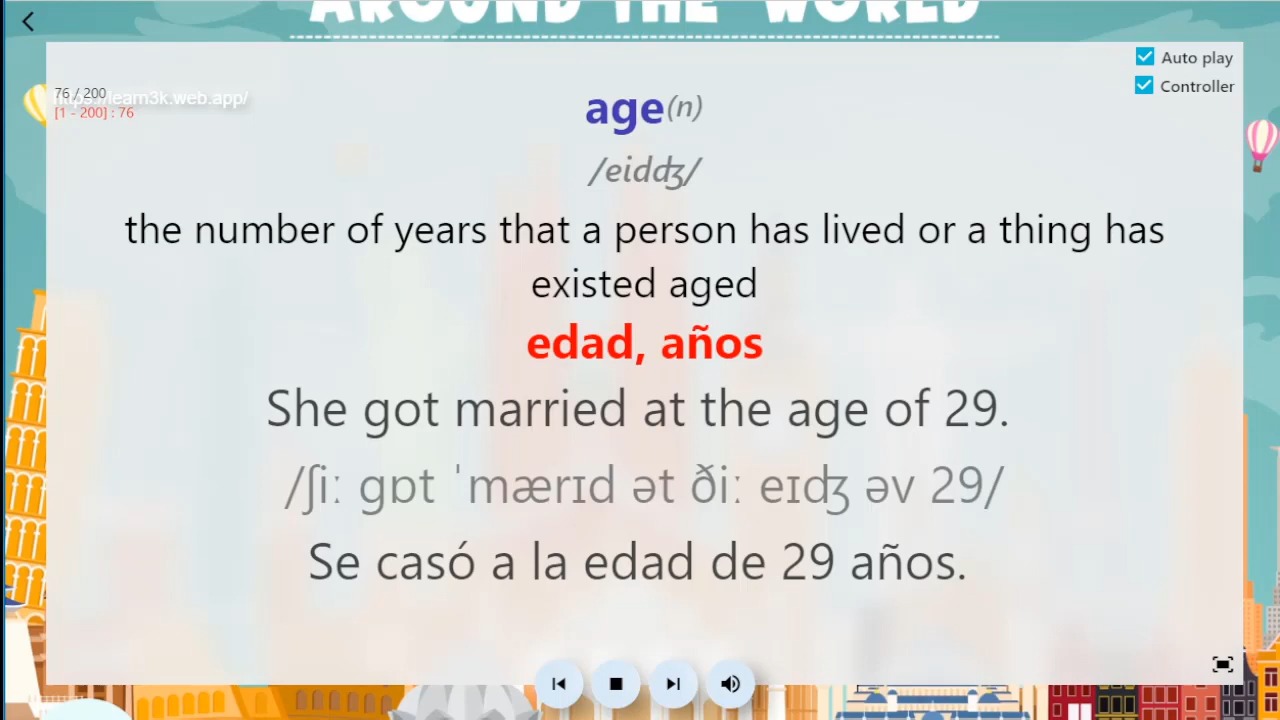 AROUND THE WORLD
Auto play
Controller
76 / 200
https://learn3k.web.app/
[1 - 200] : 76
age(n)
/eidʤ/
the number of years that a person has lived or a thing has
existed aged
edad, años
She got married at the age of 29.
/ʃiː gɒt ˈmærɪd ət ðiː eɪʤ əv 29/
Se casó a la edad de 29 años.